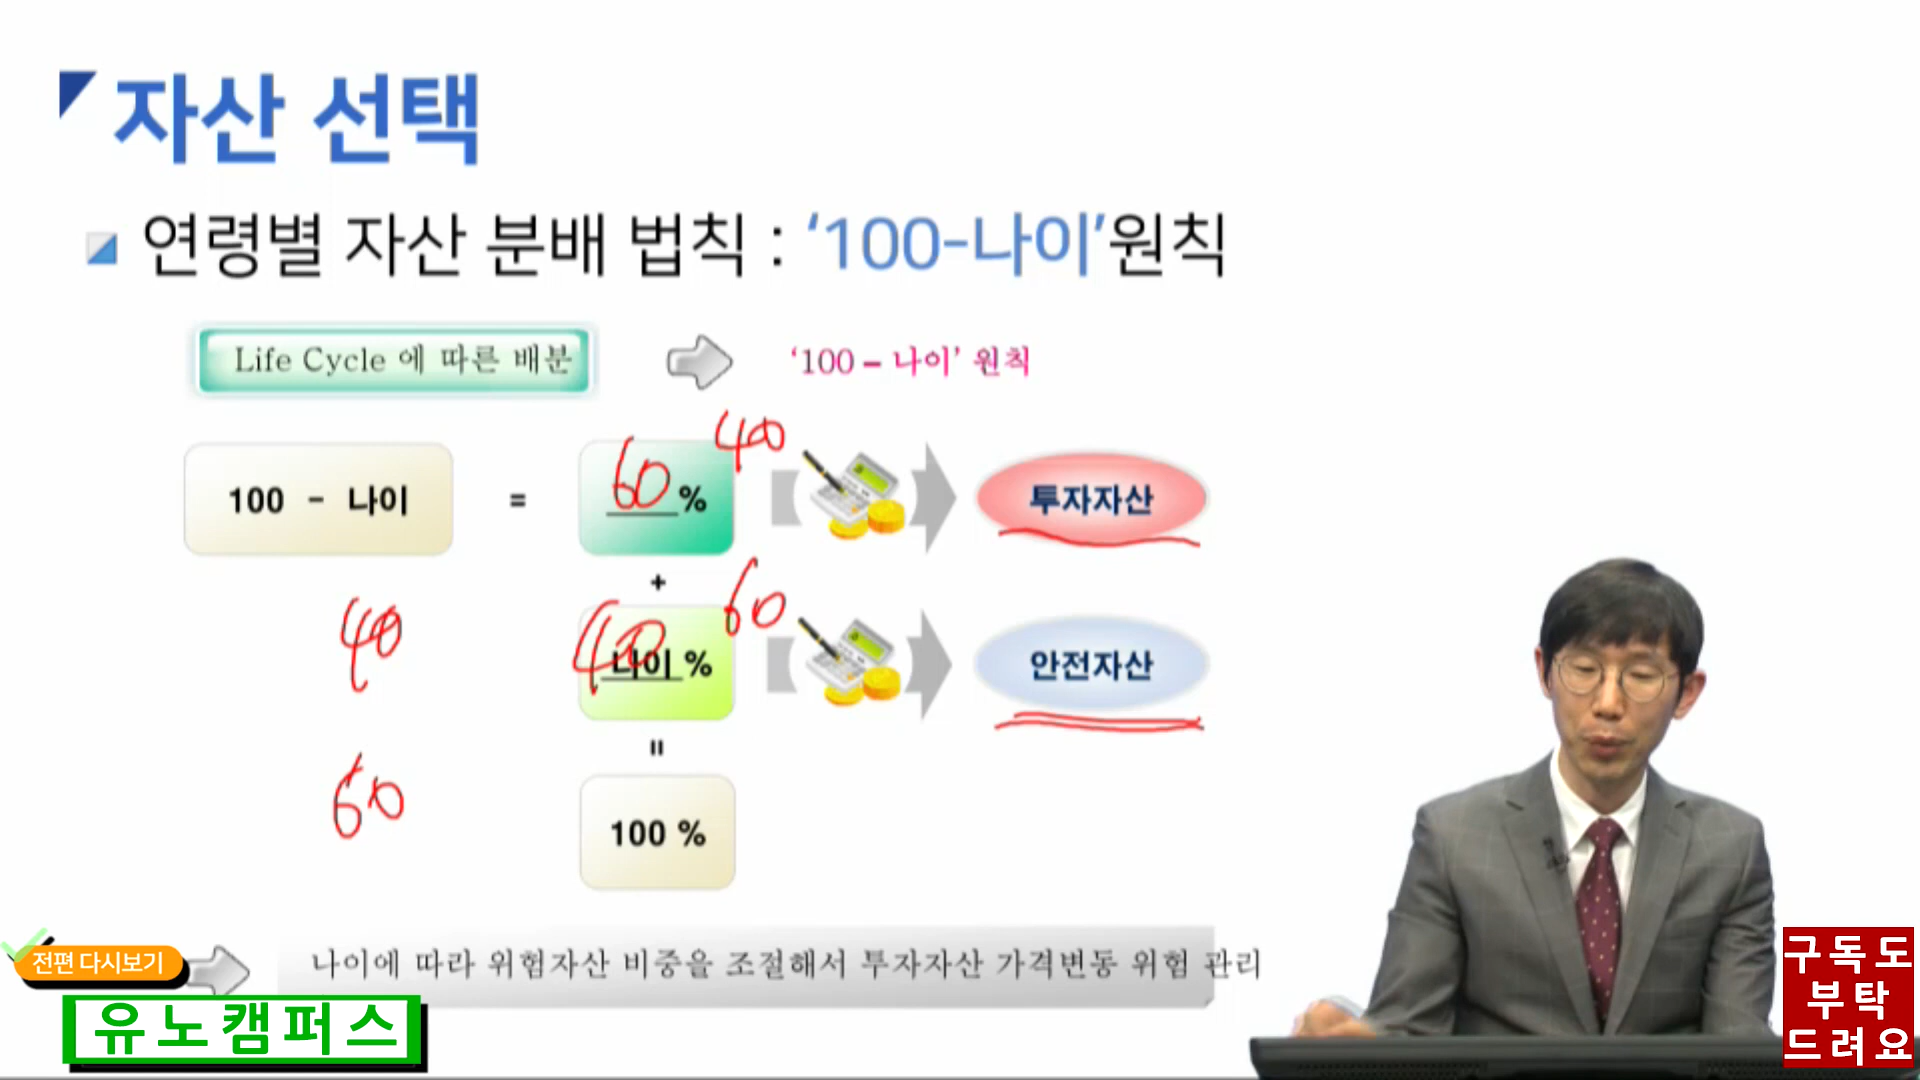 자산 선택
연령별 자산 분배 법칙 : ‘100-나이’원칙
Life Cycle 에 따른 배분
‘100 – 나이’ 원칙
40
100 - 나이 = 60 % 투자자산
+
60
40 40 나이 % 안전자산
=
60
100 %
나이에 따라 위험자산 비중을 조절해서 투자자산 가격변동 위험 관리
전편 다시보기
유노캠퍼스
구독도
부탁
드려요